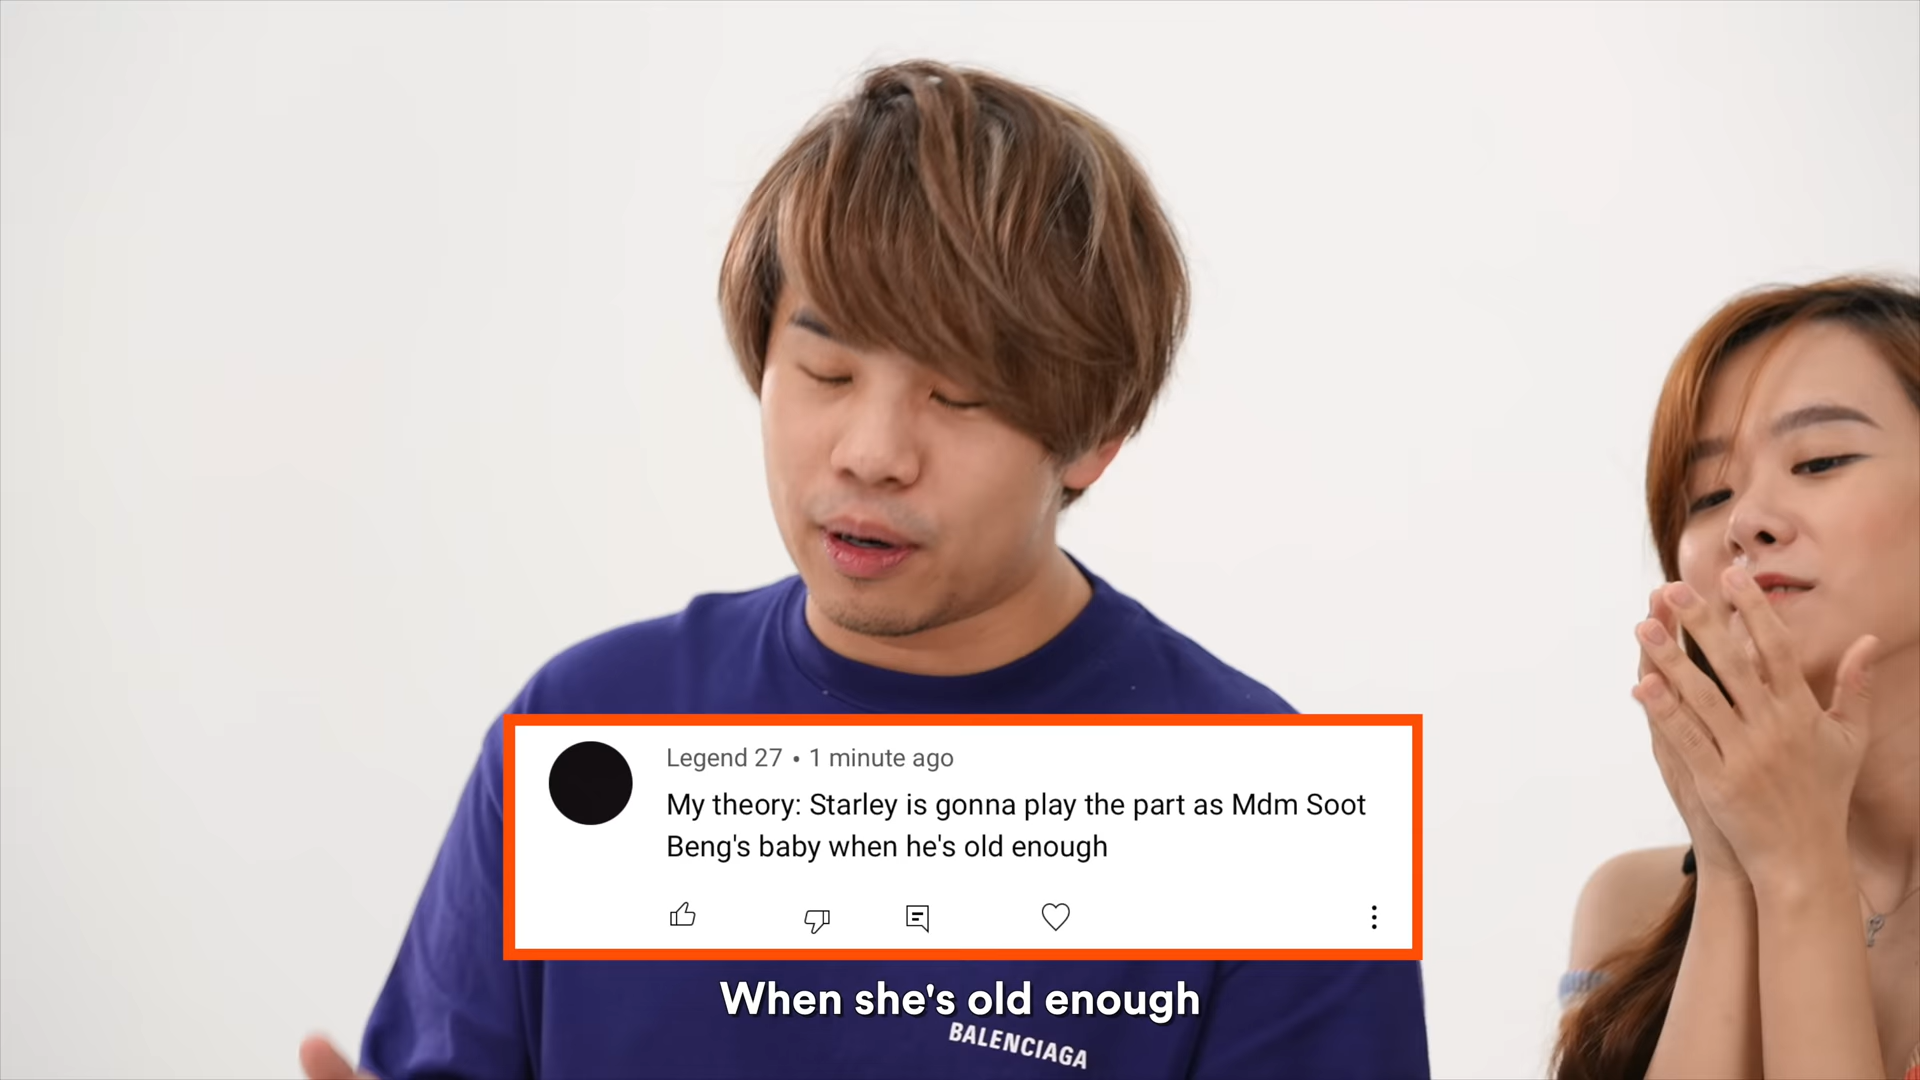 Legend 27 • 1 minute ago
My theory: Starley is gonna play the part as Mdm Soot
Beng's baby when he's old enough
When she's old enough
BALENCIAGA